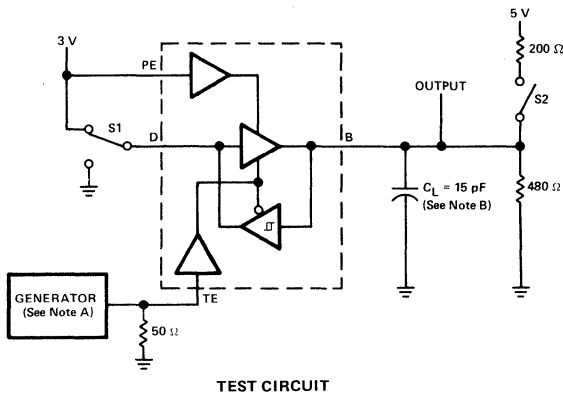 5 V
3 V
200 Ω
PE
OUTPUT
S2
S1
D
B
C_L = 15 pF
(See Note B)
480 Ω
GENERATOR
(See Note A)
TE
50 Ω
TEST CIRCUIT